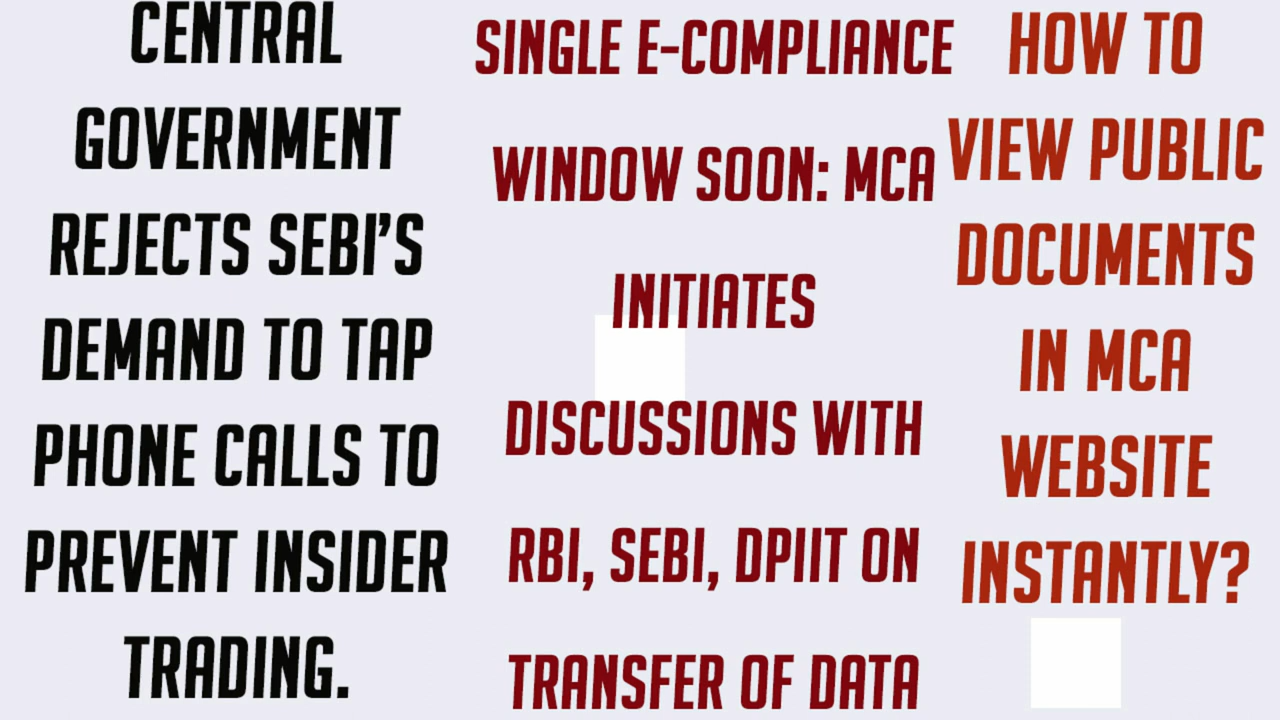 CENTRAL
GOVERNMENT
REJECTS SEBI'S
DEMAND TO TAP
PHONE CALLS TO
PREVENT INSIDER
TRADING.
SINGLE E-COMPLIANCE
WINDOW SOON: MCA
INITIATES
DISCUSSIONS WITH
RBI, SEBI, DPIIT ON
TRANSFER OF DATA
HOW TO
VIEW PUBLIC
DOCUMENTS
IN MCA
WEBSITE
INSTANTLY?